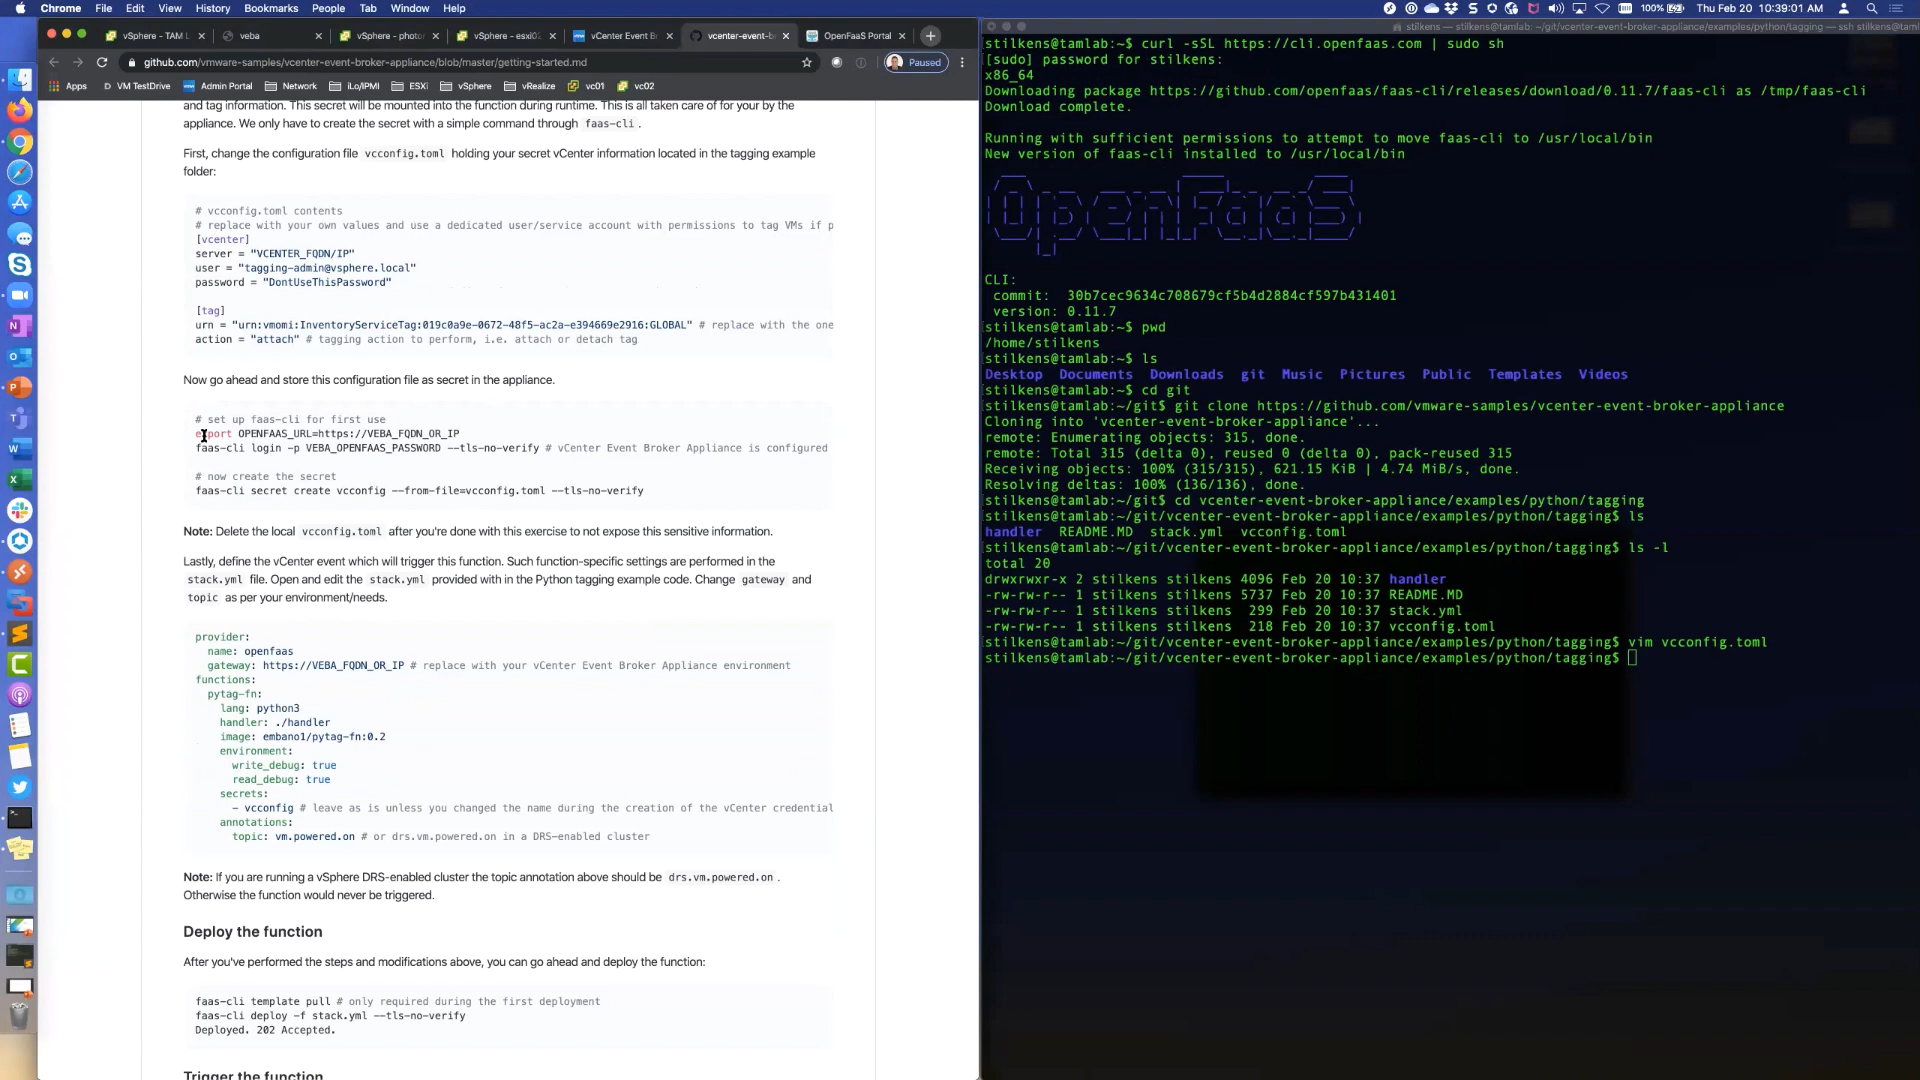 Chrome File Edit View History Bookmarks People Tab Window Help
100% Thu Feb 20 10:39:01 AM
vSphere - TAM L
veba
vSphere - photor
vSphere - esxi02
vCenter Event Br
vcenter-event-b
OpenFaaS Portal
github.com/vmware-samples/vcenter-event-broker-appliance/blob/master/getting-started.md
Paused
Apps VM TestDrive Admin Portal Network iLo/IPMI ESXi vSphere vRealize vc01 vc02
and tag information. This secret will be mounted into the function during runtime. This is all taken care of for your by the
appliance. We only have to create the secret with a simple command through faas-cli .
First, change the configuration file vcconfig.toml holding your secret vCenter information located in the tagging example
folder:
# vcconfig.toml contents
# replace with your own values and use a dedicated user/service account with permissions to tag VMs if p
[vcenter]
server = "VCENTER_FQDN/IP"
user = "tagging-admin@vsphere.local"
password = "DontUseThisPassword"
[tag]
urn = "urn:vmomi:InventoryServiceTag:019c0a9e-0672-48f5-ac2a-e394669e2916:GLOBAL" # replace with the one
action = "attach" # tagging action to perform, i.e. attach or detach tag
Now go ahead and store this configuration file as secret in the appliance.
# set up faas-cli for first use
export OPENFAAS_URL=https://VEBA_FQDN_OR_IP
faas-cli login -p VEBA_OPENFAAS_PASSWORD --tls-no-verify # vCenter Event Broker Appliance is configured
# now create the secret
faas-cli secret create vcconfig --from-file=vcconfig.toml --tls-no-verify
Note: Delete the local vcconfig.toml after you're done with this exercise to not expose this sensitive information.
Lastly, define the vCenter event which will trigger this function. Such function-specific settings are performed in the
stack.yml file. Open and edit the stack.yml provided with in the Python tagging example code. Change gateway and
topic as per your environment/needs.
provider:
name: openfaas
gateway: https://VEBA_FQDN_OR_IP # replace with your vCenter Event Broker Appliance environment
functions:
pytag-fn:
lang: python3
handler: ./handler
image: embano1/pytag-fn:0.2
environment:
write_debug: true
read_debug: true
secrets:
- vcconfig # leave as is unless you changed the name during the creation of the vCenter credential
annotations:
topic: vm.powered.on # or drs.vm.powered.on in a DRS-enabled cluster
Note: If you are running a vSphere DRS-enabled cluster the topic annotation above should be drs.vm.powered.on .
Otherwise the function would never be triggered.
Deploy the function
After you've performed the steps and modifications above, you can go ahead and deploy the function:
faas-cli template pull # only required during the first deployment
faas-cli deploy -f stack.yml --tls-no-verify
Deployed. 202 Accepted.
Trigger the function
stilkens@tamlab: ~/git/vcenter-event-broker-appliance/examples/python/tagging — ssh stilkens@tamlab
[stilkens@tamlab:~$ curl -sSL https://cli.openfaas.com | sudo sh
[[sudo] password for stilkens:
x86_64
Downloading package https://github.com/openfaas/faas-cli/releases/download/0.11.7/faas-cli as /tmp/faas-cli
Download complete.
Running with sufficient permissions to attempt to move faas-cli to /usr/local/bin
New version of faas-cli installed to /usr/local/bin
OpenFaaS
CLI:
commit: 30b7cec9634c708679cf5b4d2884cf597b431401
version: 0.11.7
[stilkens@tamlab:~$ pwd
/home/stilkens
[stilkens@tamlab:~$ ls
Desktop Documents Downloads git Music Pictures Public Templates Videos
[stilkens@tamlab:~$ cd git
[stilkens@tamlab:~/git$ git clone https://github.com/vmware-samples/vcenter-event-broker-appliance
Cloning into 'vcenter-event-broker-appliance'...
remote: Enumerating objects: 315, done.
remote: Total 315 (delta 0), reused 0 (delta 0), pack-reused 315
Receiving objects: 100% (315/315), 621.15 KiB | 4.74 MiB/s, done.
Resolving deltas: 100% (136/136), done.
[stilkens@tamlab:~/git$ cd vcenter-event-broker-appliance/examples/python/tagging
[stilkens@tamlab:~/git/vcenter-event-broker-appliance/examples/python/tagging$ ls
handler README.MD stack.yml vcconfig.toml
[stilkens@tamlab:~/git/vcenter-event-broker-appliance/examples/python/tagging$ ls -l
total 20
drwxrwxr-x 2 stilkens stilkens 4096 Feb 20 10:37 handler
-rw-rw-r-- 1 stilkens stilkens 5737 Feb 20 10:37 README.MD
-rw-rw-r-- 1 stilkens stilkens 299 Feb 20 10:37 stack.yml
-rw-rw-r-- 1 stilkens stilkens 218 Feb 20 10:37 vcconfig.toml
[stilkens@tamlab:~/git/vcenter-event-broker-appliance/examples/python/tagging$ vim vcconfig.toml
stilkens@tamlab:~/git/vcenter-event-broker-appliance/examples/python/tagging$